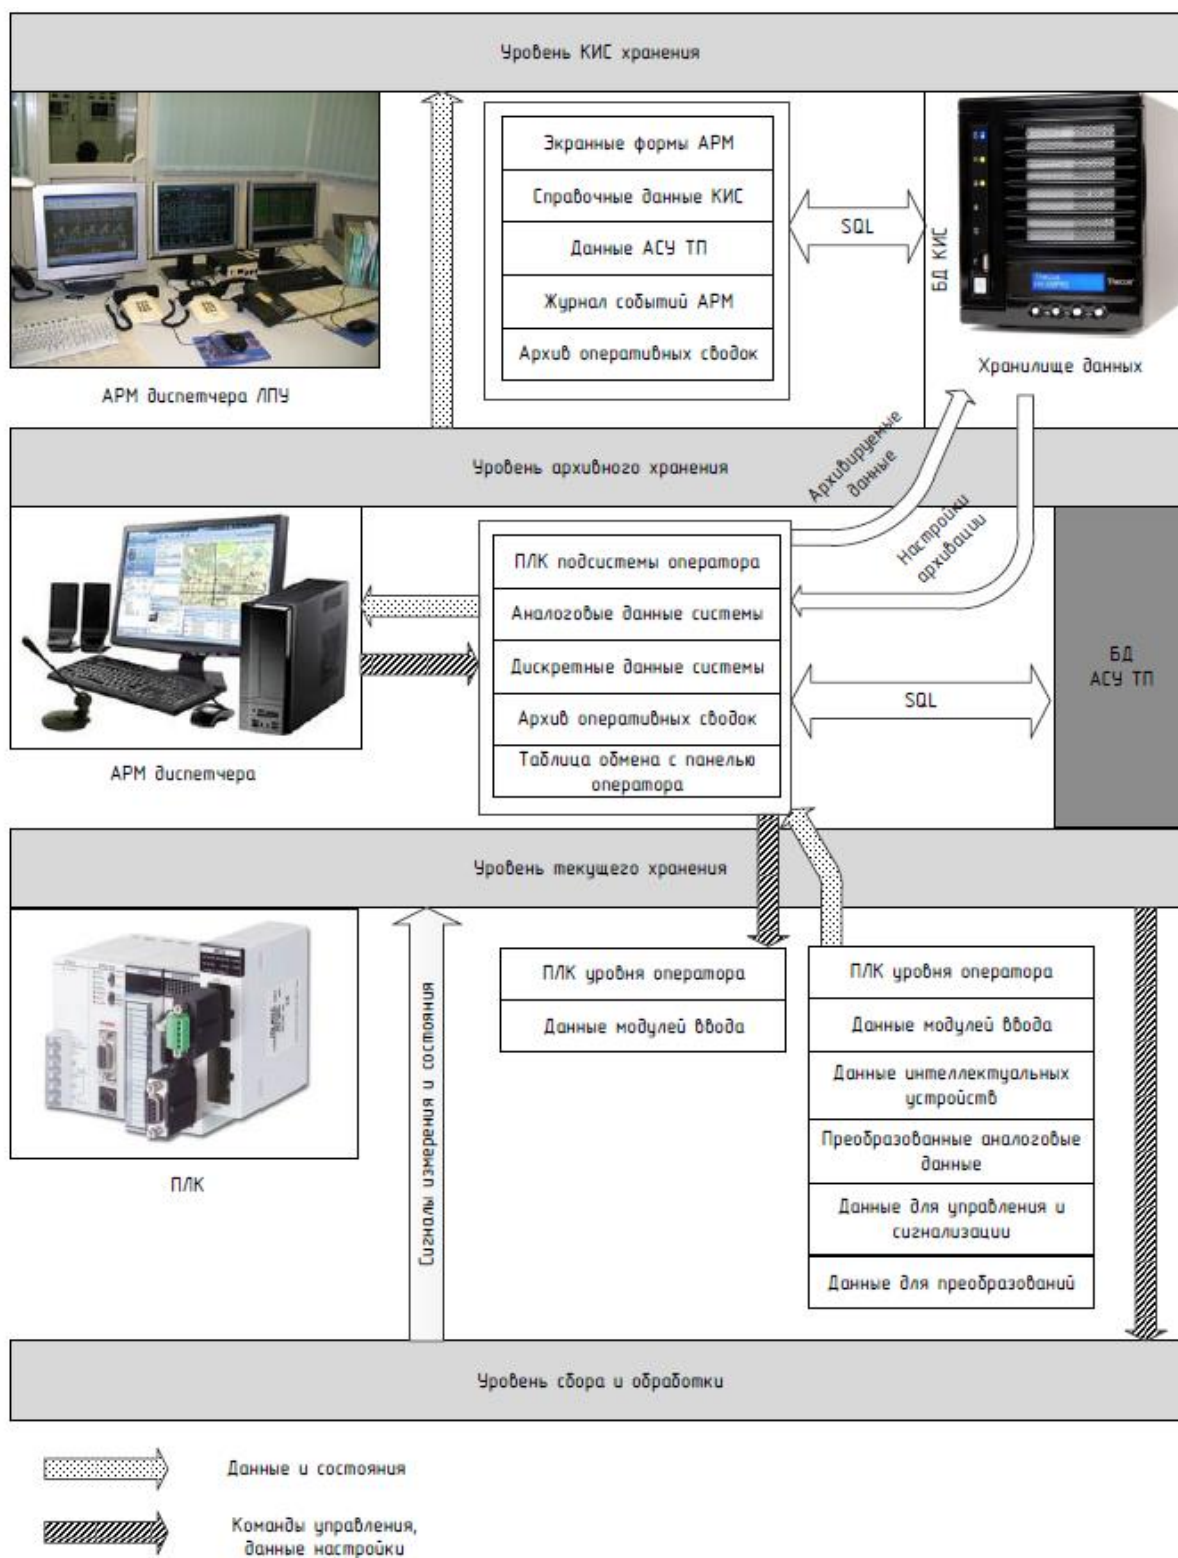 Уровень КИС хранения
Экранные формы АРМ
Справочные данные КИС
Данные АСУ ТП
Журнал событий АРМ
Архив оперативных сводок
SQL
БД КИС
Thecus
Хранилище данных
АРМ диспетчера ЛПУ
Уровень архивного хранения
Архивируемые
данные
Настройки
архивации
ПЛК подсистемы оператора
Аналоговые данные системы
Дискретные данные системы
Архив оперативных сводок
Таблица обмена с панелью
оператора
SQL
БД
АСУ ТП
АРМ диспетчера
Уровень текущего хранения
Сигналы измерения и состояния
ПЛК уровня оператора
Данные модулей ввода
ПЛК уровня оператора
Данные модулей ввода
Данные интеллектуальных
устройств
Преобразованные аналоговые
данные
Данные для управления и
сигнализации
Данные для преобразований
ПЛК
Уровень сбора и обработки
Данные и состояния
Команды управления,
данные настройки